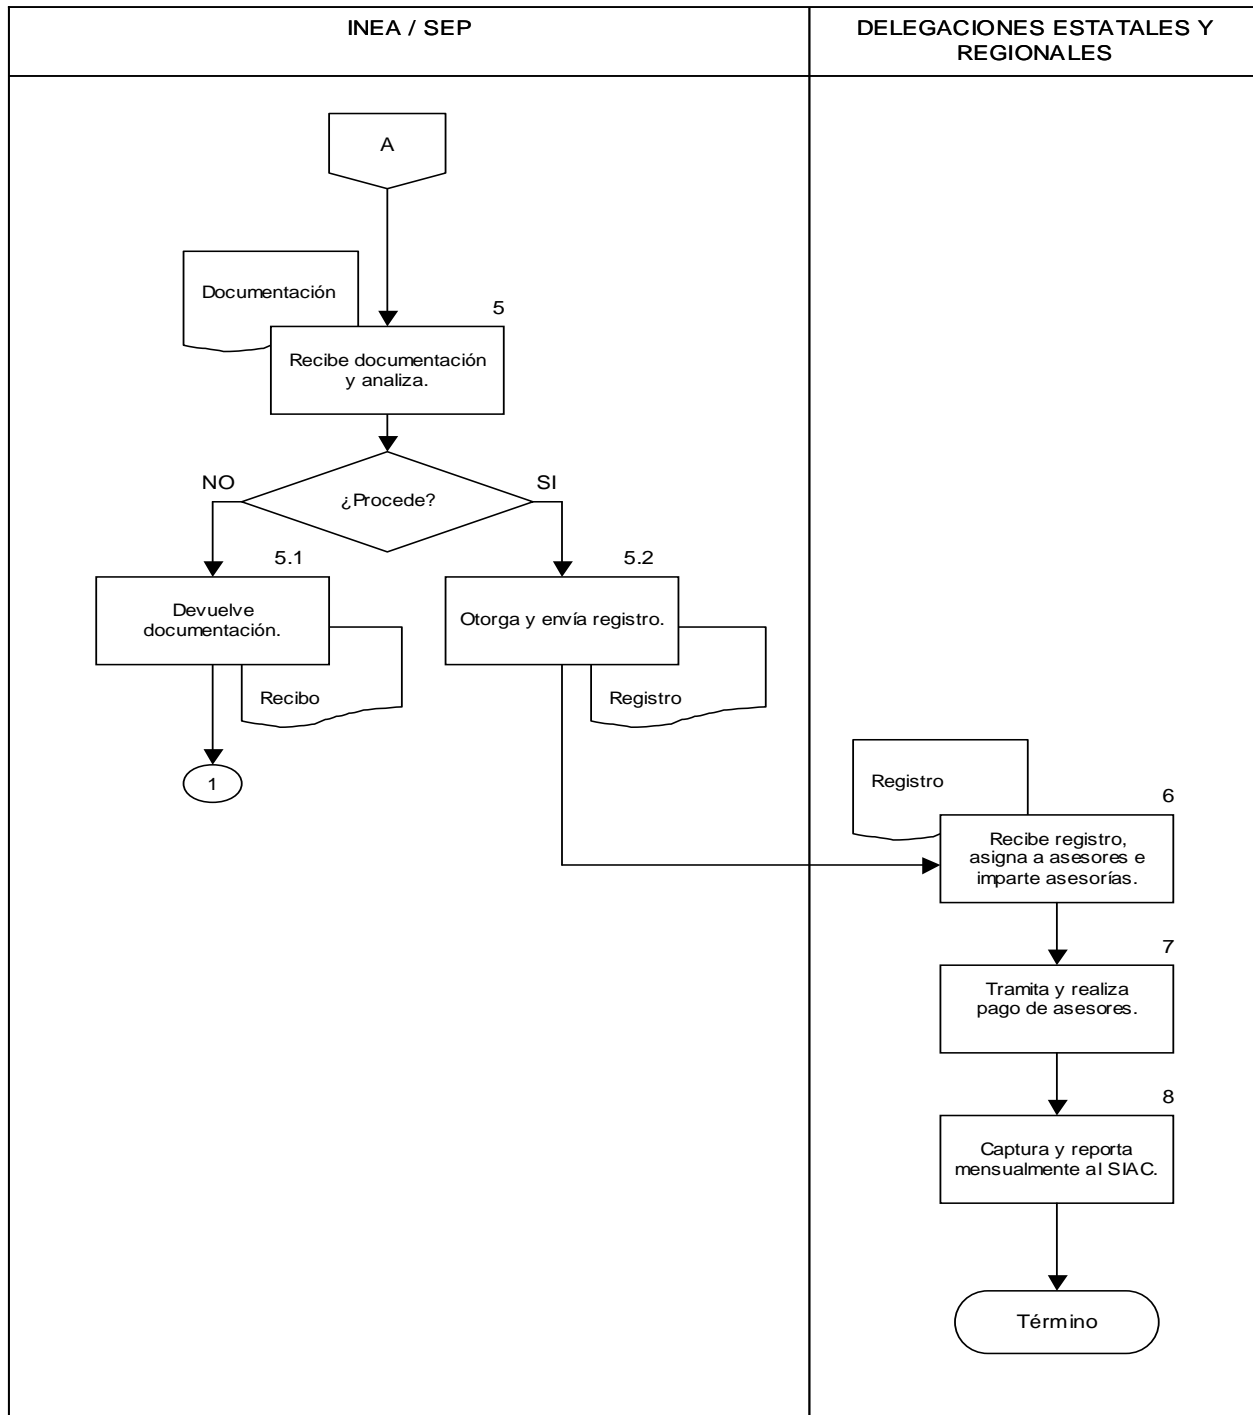 INEA / SEP
DELEGACIONES ESTATALES Y
REGIONALES
A
Documentación
5
Recibe documentación
y analiza.
NO
¿Procede?
SI
5.1
Devuelve
documentación.
Recibo
1
5.2
Otorga y envía registro.
Registro
Registro
6
Recibe registro,
asigna a asesores e
imparte asesorías.
7
Tramita y realiza
pago de asesores.
8
Captura y reporta
mensualmente al SIAC.
Término